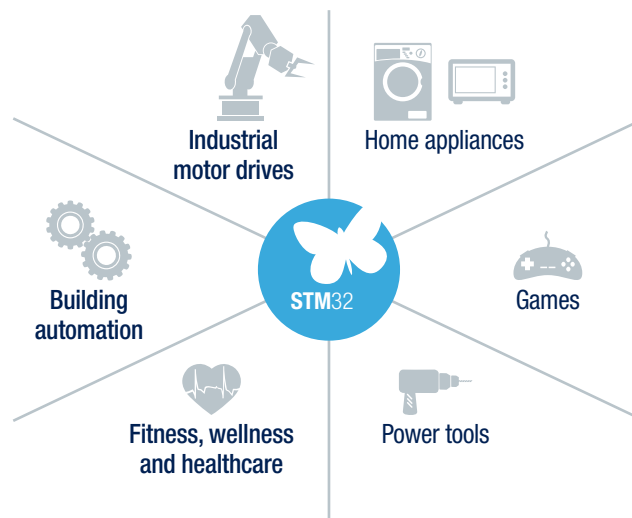 Industrial
motor drives
Home appliances
Building
automation
STM32
Games
Fitness, wellness
and healthcare
Power tools